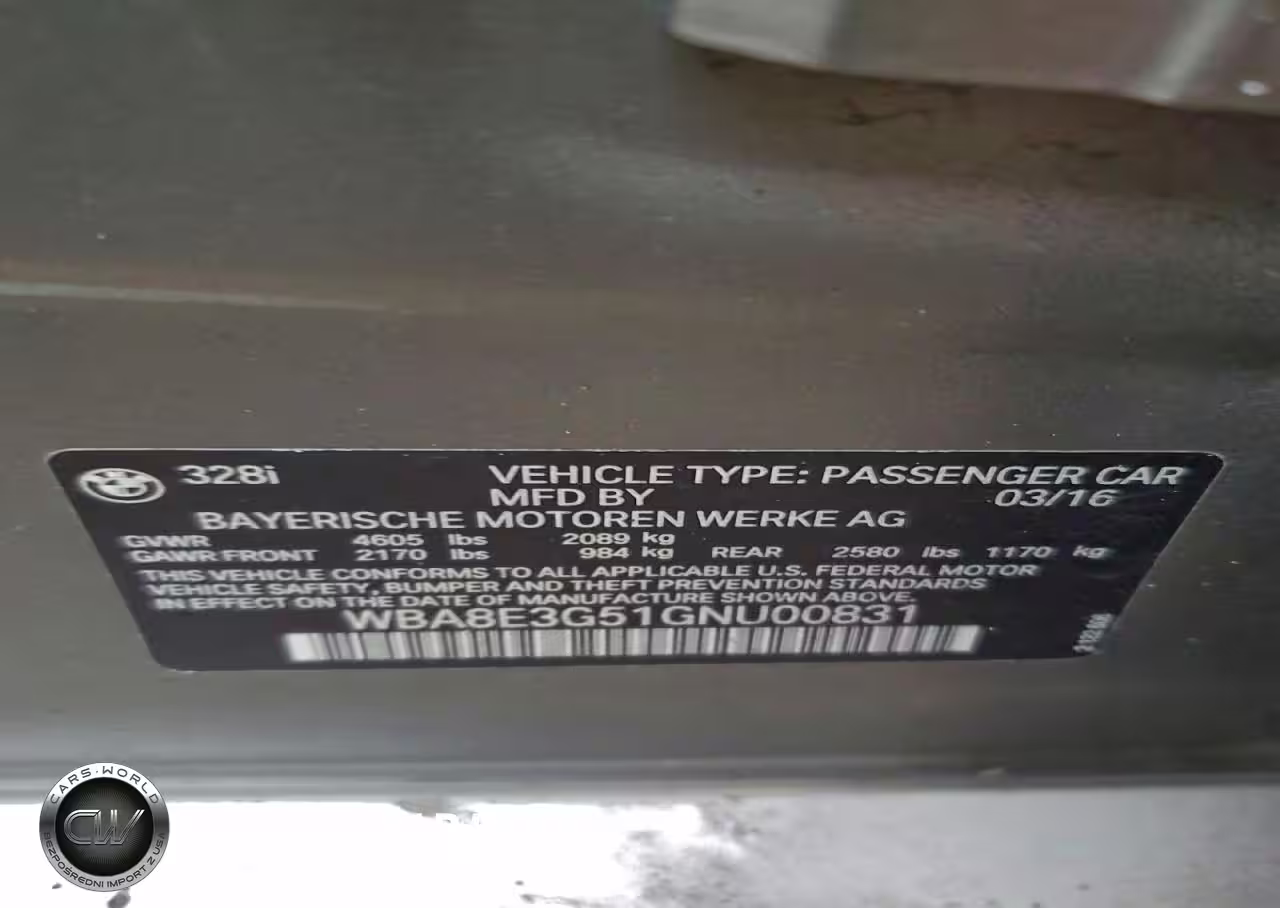 328i VEHICLE TYPE: PASSENGER CAR
MFD BY 03/16
BAYERISCHE MOTOREN WERKE AG
GVWR 4605 lbs 2089 kg
GAWR FRONT 2170 lbs 984 kg REAR 2580 lbs 1170 kg
THIS VEHICLE CONFORMS TO ALL APPLICABLE U.S. FEDERAL MOTOR
VEHICLE SAFETY, BUMPER AND THEFT PREVENTION STANDARDS
IN EFFECT ON THE DATE OF MANUFACTURE SHOWN ABOVE.
WBA8E3G51GNU00831
CARS·WORLD
CW
BEZPOŚREDNI IMPORT Z USA